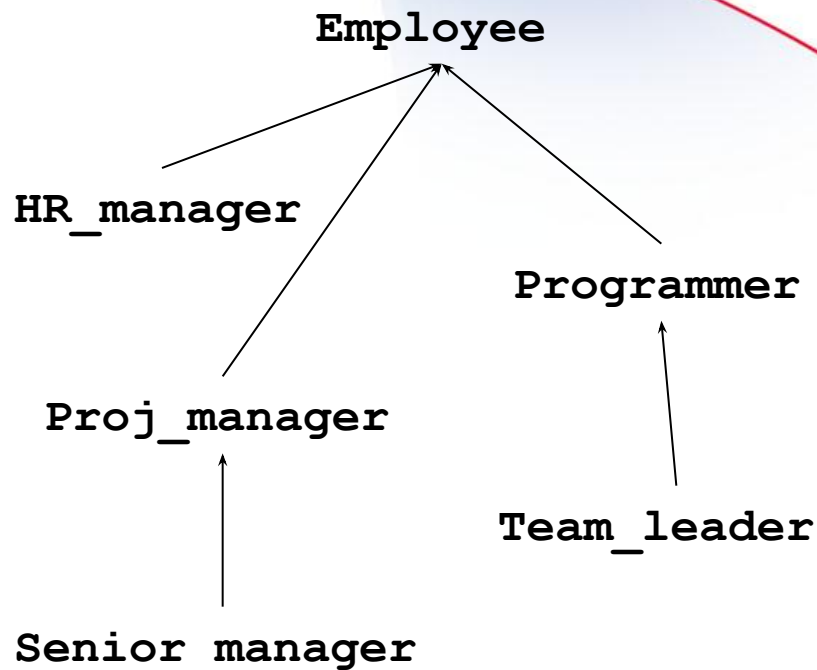 Employee
HR_manager
Programmer
Proj_manager
Team_leader
Senior manager